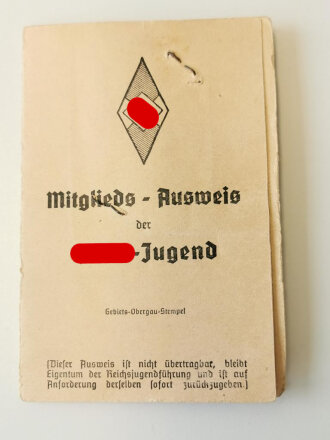 Mitglieds - Ausweis
der
-Jugend
Gebiets-Obergau-Stempel
(Dieser Ausweis ist nicht übertragbar, bleibt
Eigentum der Reichsjugendführung und ist auf
Anforderung derselben sofort zurückzugeben.)